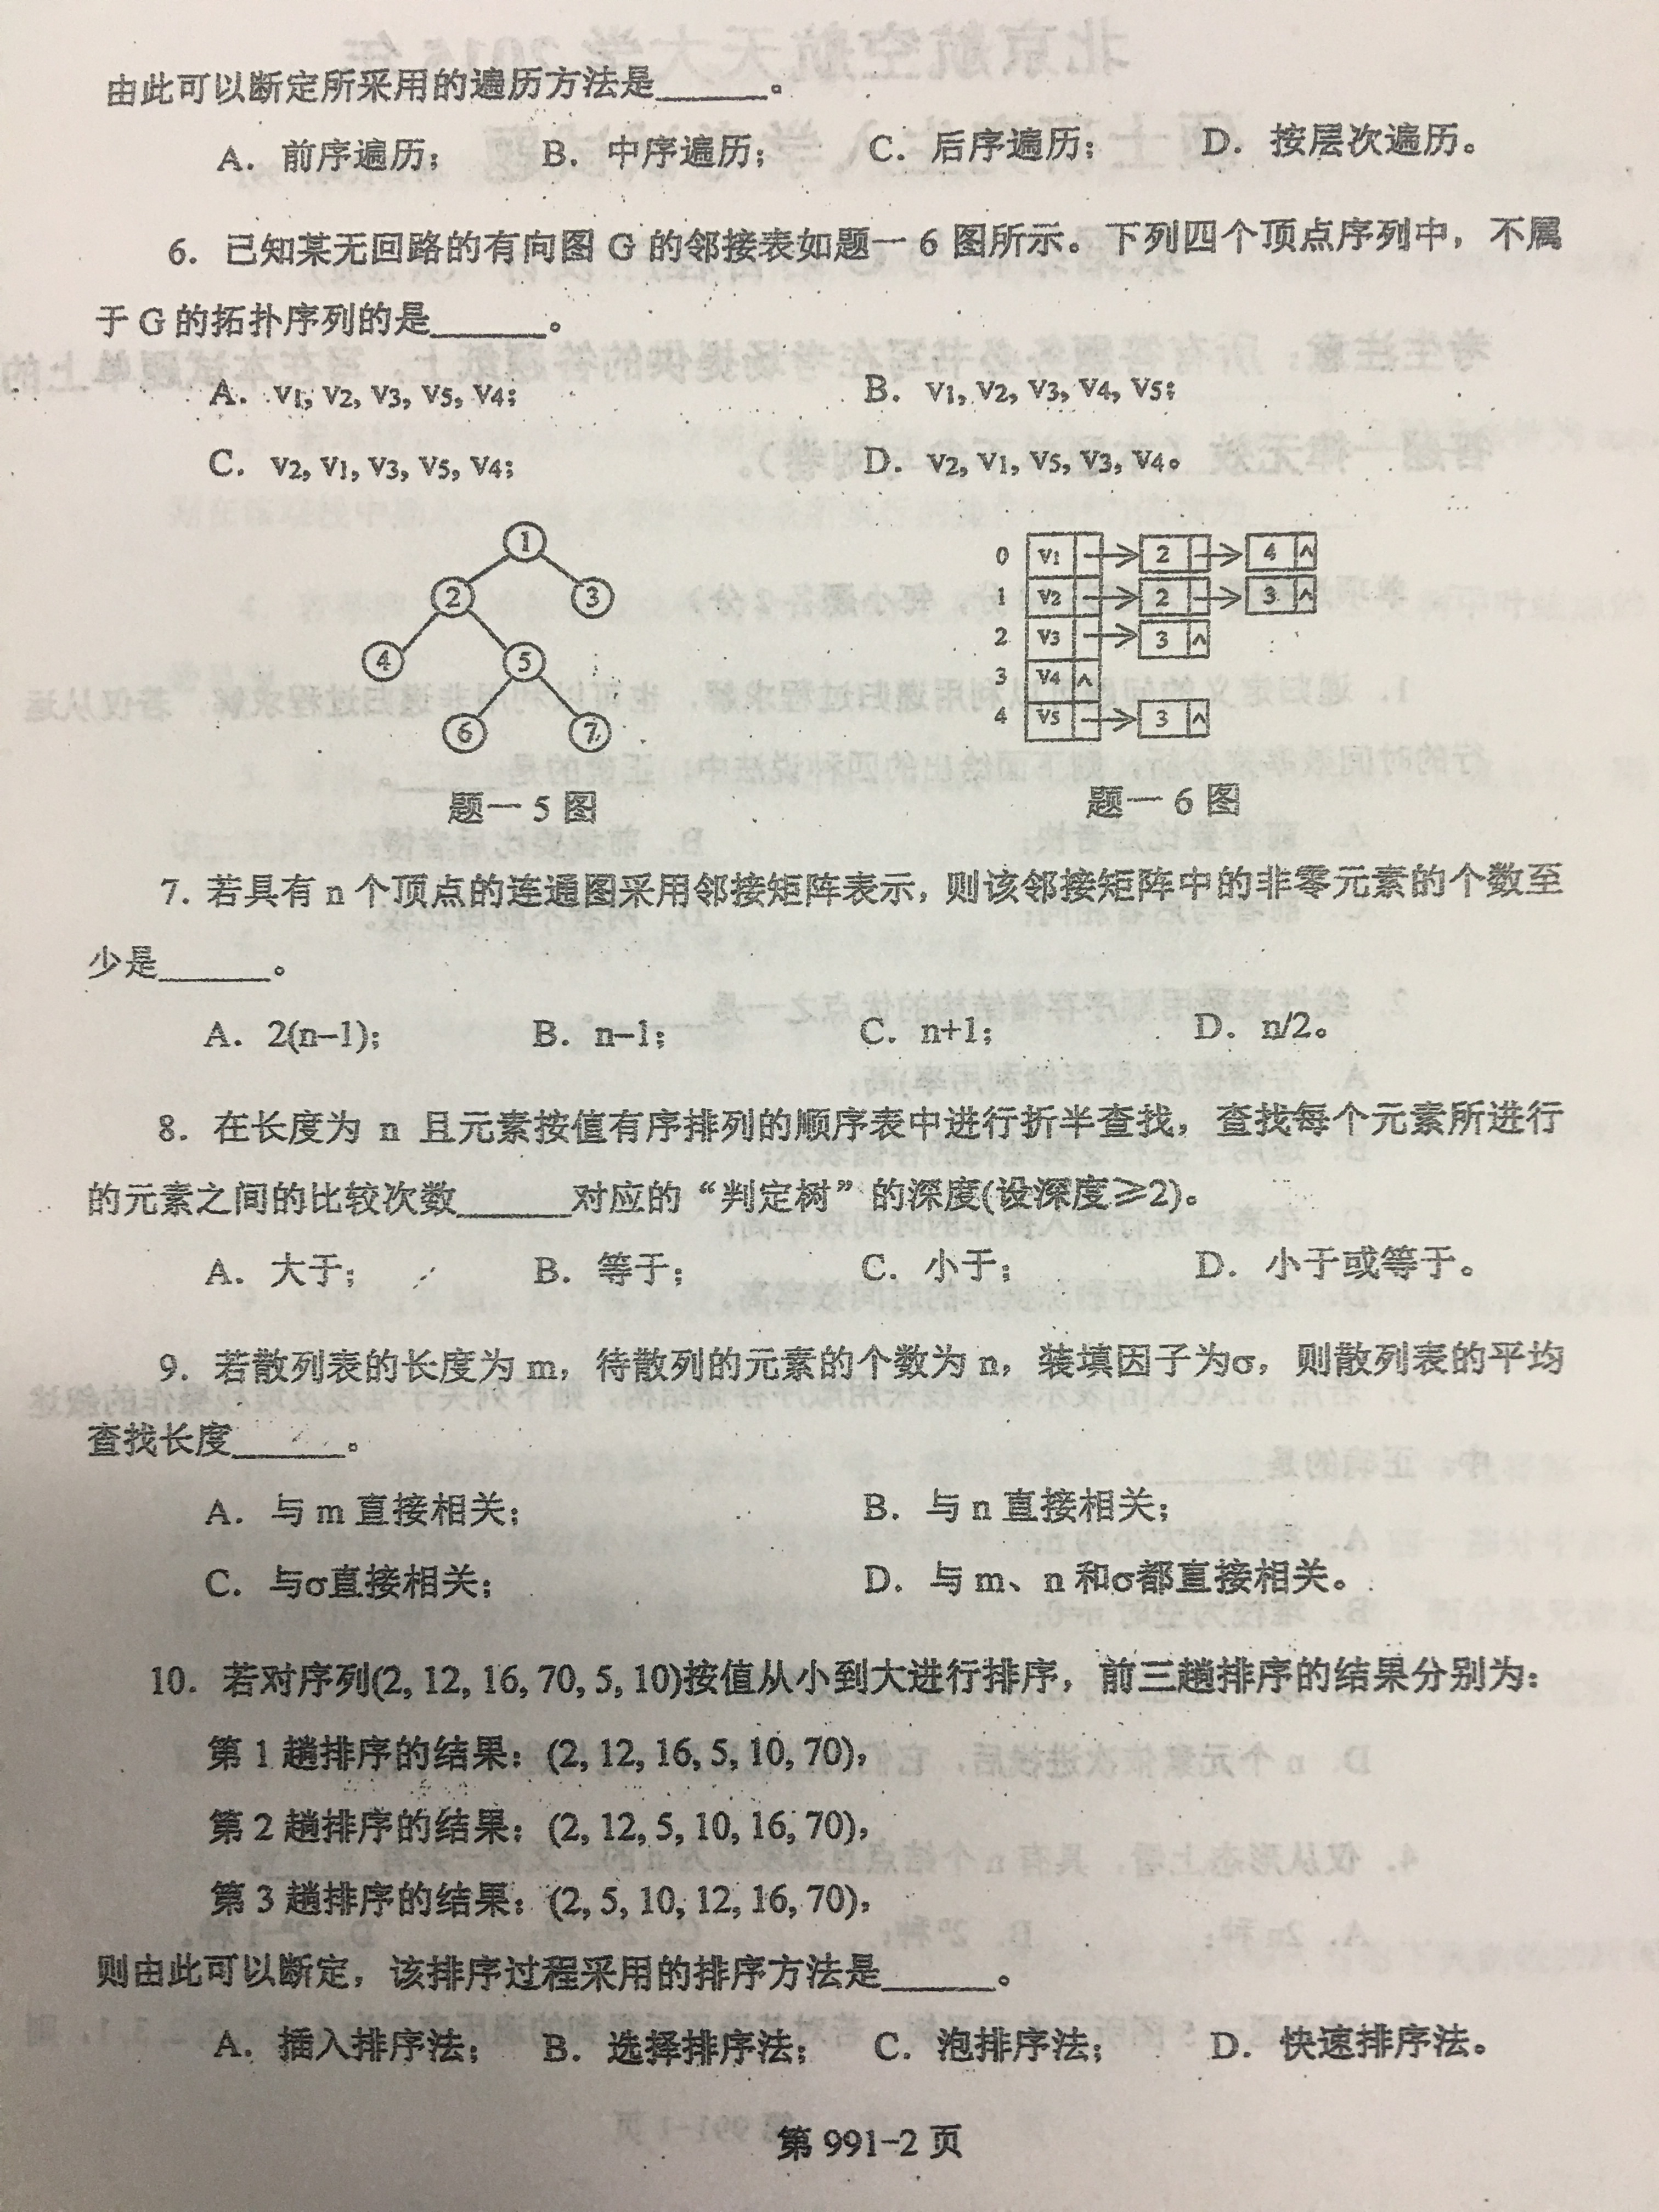 由此可以断定所采用的遍历方法是______。
A. 前序遍历; B. 中序遍历; C. 后序遍历; D. 按层次遍历。
6. 已知某无回路的有向图 G 的邻接表如题一 6 图所示。下列四个顶点序列中，不属
于 G 的拓扑序列的是______。
A. v1, v2, v3, v5, v4; B. v1, v2, v3, v4, v5;
C. v2, v1, v3, v5, v4; D. v2, v1, v5, v3, v4。
1
2 3
4 5
6 7
题一 5 图
0 v1 2 4 ^
1 v2 2 3 ^
2 v3 3 ^
3 v4 ^
4 v5 3 ^
题一 6 图
7. 若具有 n 个顶点的连通图采用邻接矩阵表示，则该邻接矩阵中的非零元素的个数至
少是______。
A. 2(n–1); B. n–1; C. n+1; D. n/2。
8. 在长度为 n 且元素按值有序排列的顺序表中进行折半查找，查找每个元素所进行
的元素之间的比较次数______对应的“判定树”的深度(设深度≥2)。
A. 大于; B. 等于; C. 小于; D. 小于或等于。
9. 若散列表的长度为 m，待散列的元素的个数为 n，装填因子为σ，则散列表的平均
查找长度______。
A. 与 m 直接相关; B. 与 n 直接相关;
C. 与σ直接相关; D. 与 m、n 和σ都直接相关。
10. 若对序列(2, 12, 16, 70, 5, 10)按值从小到大进行排序，前三趟排序的结果分别为:
第 1 趟排序的结果: (2, 12, 16, 5, 10, 70),
第 2 趟排序的结果: (2, 12, 5, 10, 16, 70),
第 3 趟排序的结果: (2, 5, 10, 12, 16, 70),
则由此可以断定，该排序过程采用的排序方法是______。
A. 插入排序法; B. 选择排序法; C. 泡排序法; D. 快速排序法。
第 991-2 页